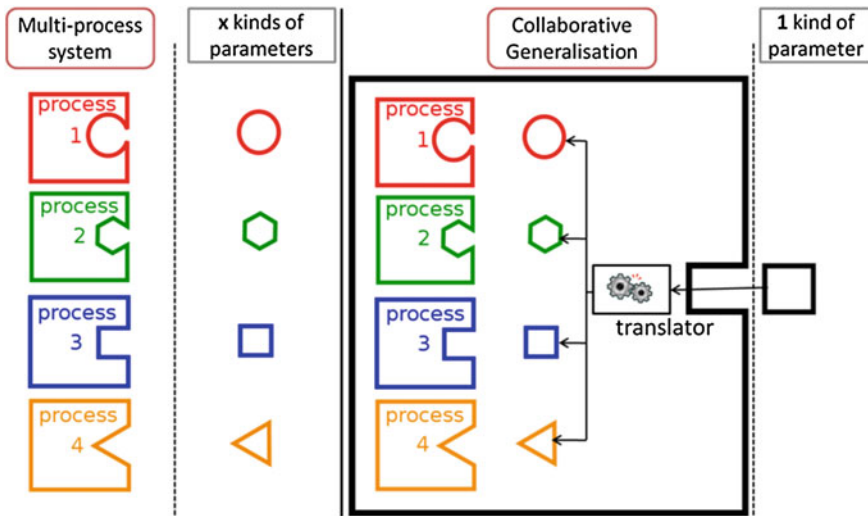 Multi-process
system
x kinds of
parameters
Collaborative
Generalisation
1 kind of
parameter
process
1
process
2
process
3
process
4
process
1
process
2
process
3
process
4
translator